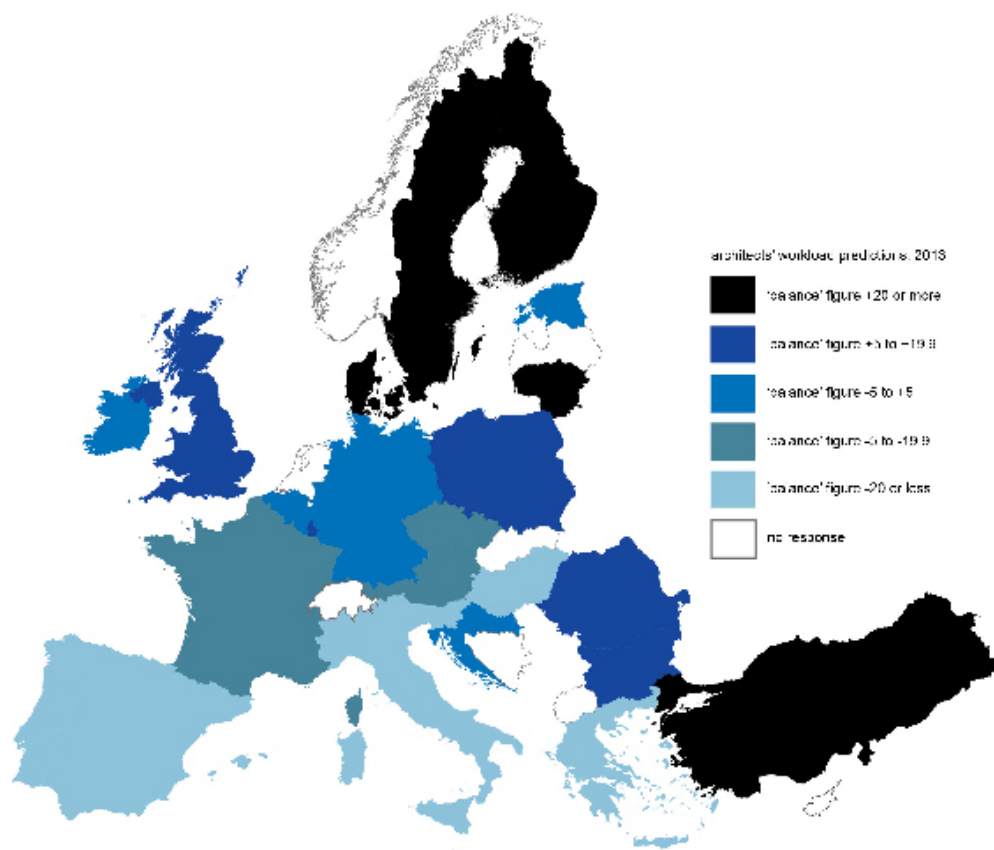 architects' workload predictions, 2013
'balance' figure +20 or more
'balance' figure +5 to +19.9
'balance' figure -5 to +5
'balance' figure -5 to -19.9
'balance' figure -20 or less
no response